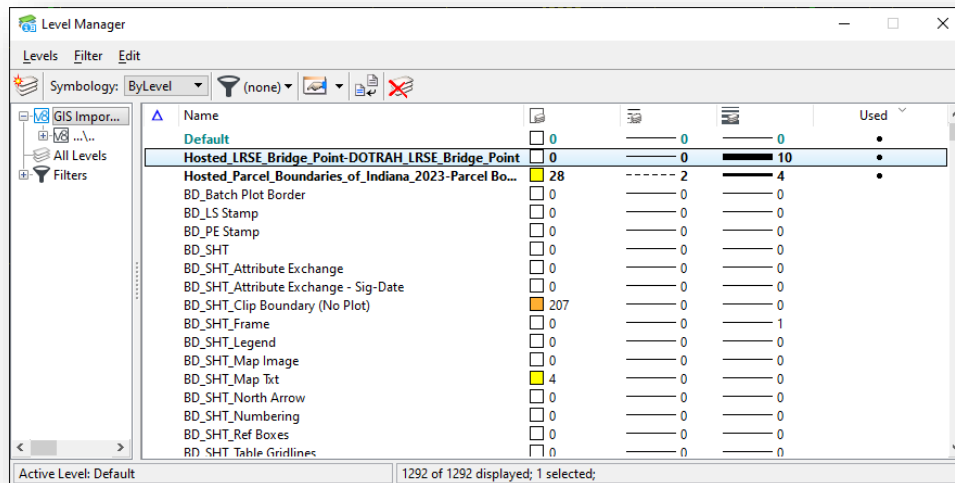 Level Manager
Levels Filter Edit
Symbology: ByLevel (none)
GIS Impor... Name Used
...\..
All Levels
Filters
Default 0 0 0
Hosted_LRSE_Bridge_Point-DOTRAH_LRSE_Bridge_Point 0 0 10
Hosted_Parcel_Boundaries_of_Indiana_2023-Parcel Bo... 28 2 4
BD_Batch Plot Border 0 0 0
BD_LS Stamp 0 0 0
BD_PE Stamp 0 0 0
BD_SHT 0 0 0
BD_SHT_Attribute Exchange 0 0 0
BD_SHT_Attribute Exchange - Sig-Date 0 0 0
BD_SHT_Clip Boundary (No Plot) 207 0 0
BD_SHT_Frame 0 0 1
BD_SHT_Legend 0 0 0
BD_SHT_Map Image 0 0 0
BD_SHT_Map Txt 4 0 0
BD_SHT_North Arrow 0 0 0
BD_SHT_Numbering 0 0 0
BD_SHT_Ref Boxes 0 0 0
BD_SHT_Table Gridlines 0 0 0
Active Level: Default 1292 of 1292 displayed; 1 selected;